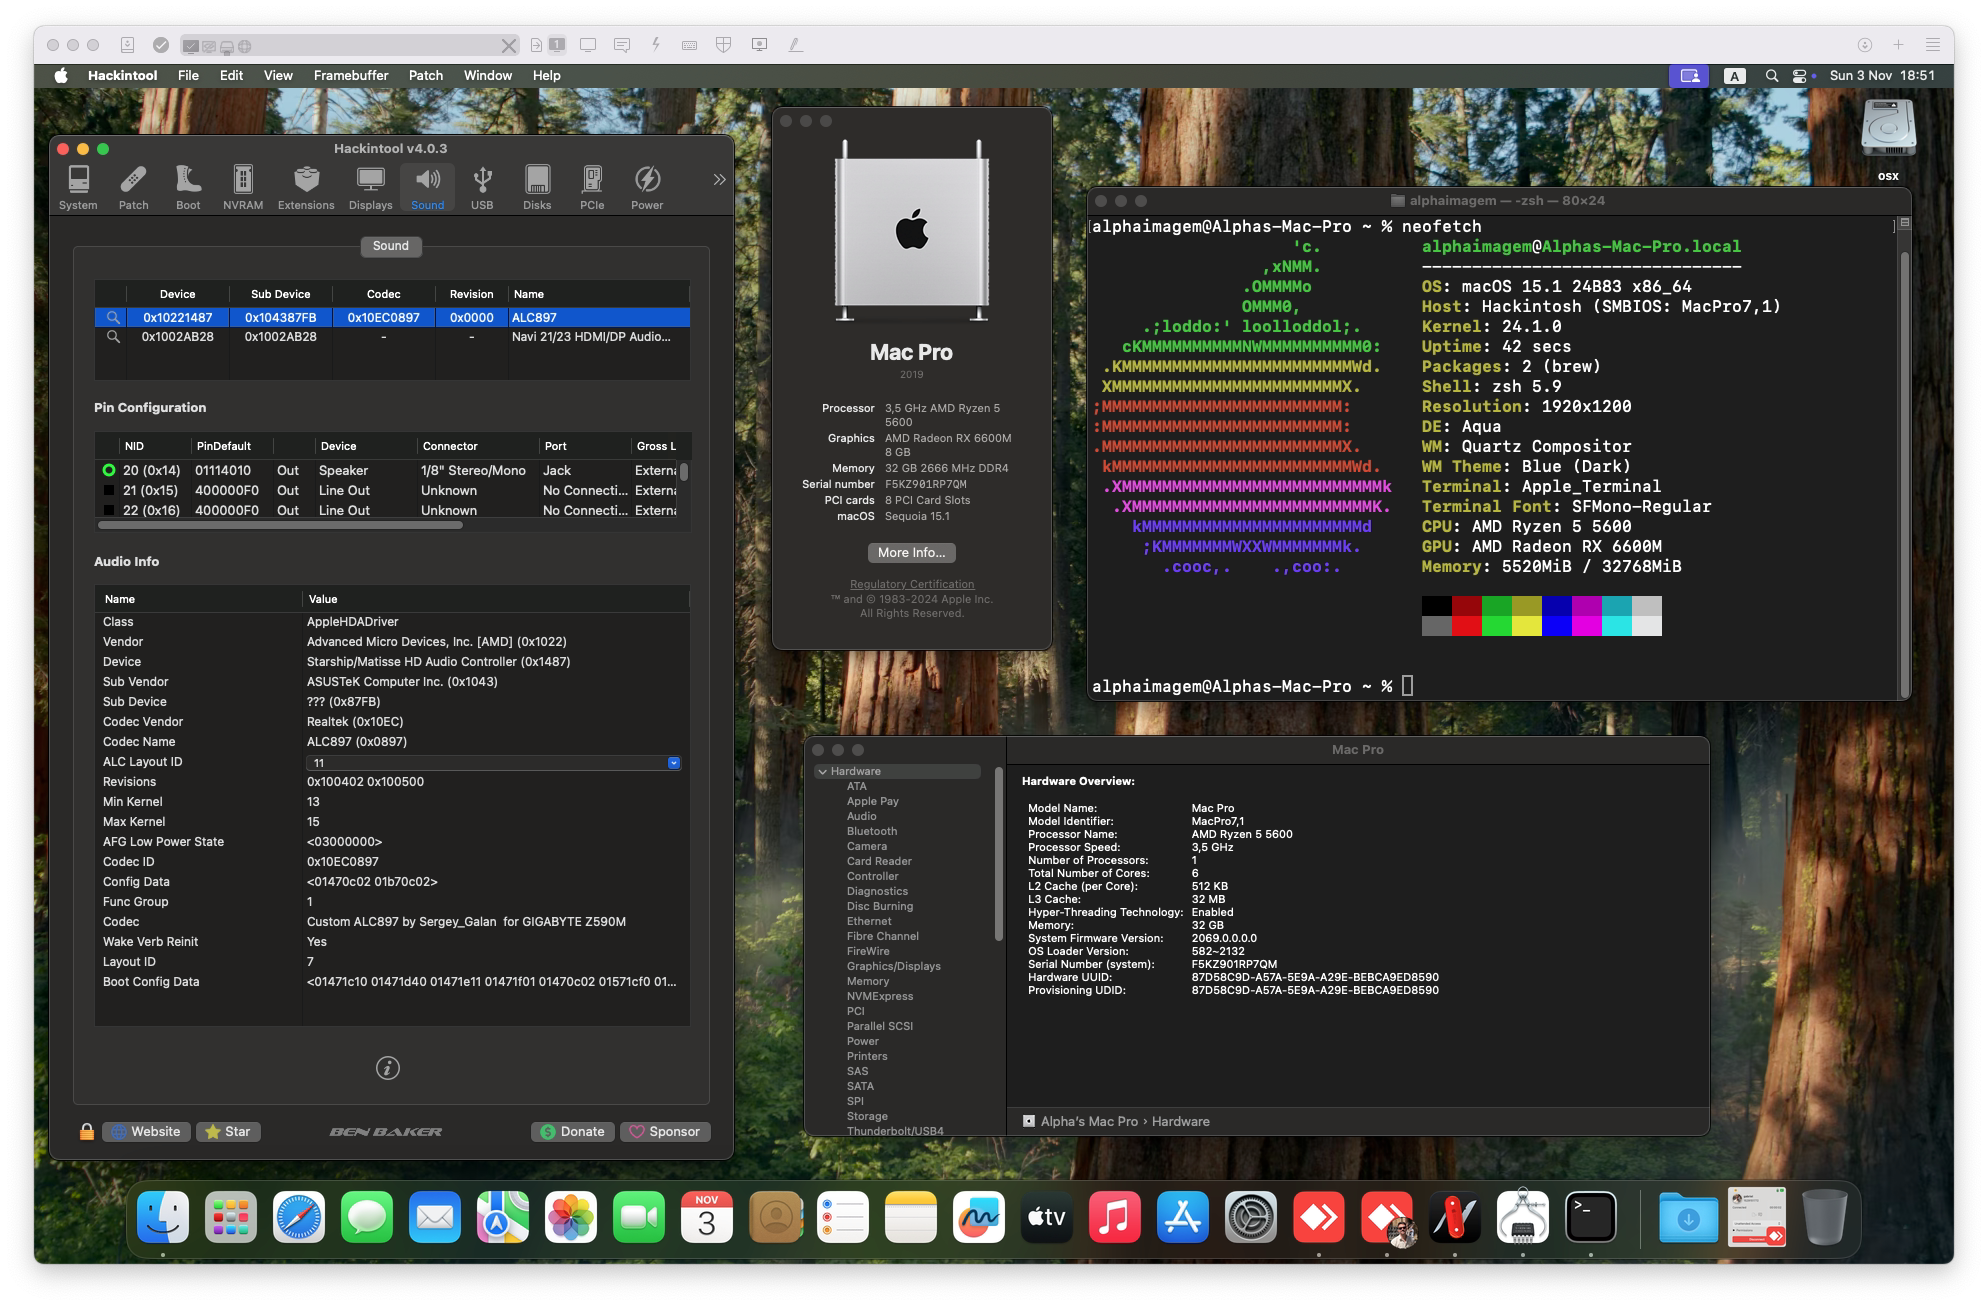 1
Hackintool File Edit View Framebuffer Patch Window Help
A
Sun 3 Nov 18:51
osx
Hackintool v4.0.3
System Patch Boot NVRAM Extensions Displays Sound USB Disks PCIe Power
Sound
Device Sub Device Codec Revision Name
0x10221487 0x104387FB 0x10EC0897 0x0000 ALC897
0x1002AB28 0x1002AB28 - - Navi 21/23 HDMI/DP Audio...
Pin Configuration
NID PinDefault Device Connector Port Gross L
20 (0x14) 01114010 Out Speaker 1/8" Stereo/Mono Jack Externa
21 (0x15) 400000F0 Out Line Out Unknown No Connecti... Externa
22 (0x16) 400000F0 Out Line Out Unknown No Connecti... Externa
Audio Info
Name Value
Class AppleHDADriver
Vendor Advanced Micro Devices, Inc. [AMD] (0x1022)
Device Starship/Matisse HD Audio Controller (0x1487)
Sub Vendor ASUSTeK Computer Inc. (0x1043)
Sub Device ??? (0x87FB)
Codec Vendor Realtek (0x10EC)
Codec Name ALC897 (0x0897)
ALC Layout ID 11
Revisions 0x100402 0x100500
Min Kernel 13
Max Kernel 15
AFG Low Power State <03000000>
Codec ID 0x10EC0897
Config Data <01470c02 01b70c02>
Func Group 1
Codec Custom ALC897 by Sergey_Galan for GIGABYTE Z590M
Wake Verb Reinit Yes
Layout ID 7
Boot Config Data <01471c10 01471d40 01471e11 01471f01 01470c02 01571cf0 01...
Website Star BEN BAKER Donate Sponsor
Mac Pro
2019
Processor 3,5 GHz AMD Ryzen 5
5600
Graphics AMD Radeon RX 6600M
8 GB
Memory 32 GB 2666 MHz DDR4
Serial number F5KZ901RP7QM
PCI cards 8 PCI Card Slots
macOS Sequoia 15.1
More Info...
Regulatory Certification
™ and © 1983-2024 Apple Inc.
All Rights Reserved.
alphaimagem — -zsh — 80×24
[alphaimagem@Alphas-Mac-Pro ~ % neofetch ]
'c. alphaimagem@Alphas-Mac-Pro.local
,xNMM. --------------------------------
.OMMMMo OS: macOS 15.1 24B83 x86_64
OMMM0, Host: Hackintosh (SMBIOS: MacPro7,1)
.;loddo:' loolloddol;. Kernel: 24.1.0
cKMMMMMMMMMMNWMMMMMMMMMM0: Uptime: 42 secs
.KMMMMMMMMMMMMMMMMMMMMMMMWd. Packages: 2 (brew)
XMMMMMMMMMMMMMMMMMMMMMMMX. Shell: zsh 5.9
;MMMMMMMMMMMMMMMMMMMMMMMM: Resolution: 1920x1200
:MMMMMMMMMMMMMMMMMMMMMMMM: DE: Aqua
.MMMMMMMMMMMMMMMMMMMMMMMMX. WM: Quartz Compositor
kMMMMMMMMMMMMMMMMMMMMMMMMWd. WM Theme: Blue (Dark)
.XMMMMMMMMMMMMMMMMMMMMMMMMMMk Terminal: Apple_Terminal
.XMMMMMMMMMMMMMMMMMMMMMMMMK. Terminal Font: SFMono-Regular
kMMMMMMMMMMMMMMMMMMMMMMd CPU: AMD Ryzen 5 5600
;KMMMMMMMWXXWMMMMMMMk. GPU: AMD Radeon RX 6600M
.cooc,. .,coo:. Memory: 5520MiB / 32768MiB
alphaimagem@Alphas-Mac-Pro ~ %
Mac Pro
Hardware
ATA
Apple Pay
Audio
Bluetooth
Camera
Card Reader
Controller
Diagnostics
Disc Burning
Ethernet
Fibre Channel
FireWire
Graphics/Displays
Memory
NVMExpress
PCI
Parallel SCSI
Power
Printers
SAS
SATA
SPI
Storage
Thunderbolt/USB4
Hardware Overview:
Model Name: Mac Pro
Model Identifier: MacPro7,1
Processor Name: AMD Ryzen 5 5600
Processor Speed: 3,5 GHz
Number of Processors: 1
Total Number of Cores: 6
L2 Cache (per Core): 512 KB
L3 Cache: 32 MB
Hyper-Threading Technology: Enabled
Memory: 32 GB
System Firmware Version: 2069.0.0.0.0
OS Loader Version: 582~2132
Serial Number (system): F5KZ901RP7QM
Hardware UUID: 87D58C9D-A57A-5E9A-A29E-BEBCA9ED8590
Provisioning UDID: 87D58C9D-A57A-5E9A-A29E-BEBCA9ED8590
Alpha's Mac Pro › Hardware
NOV
3
tv
>_